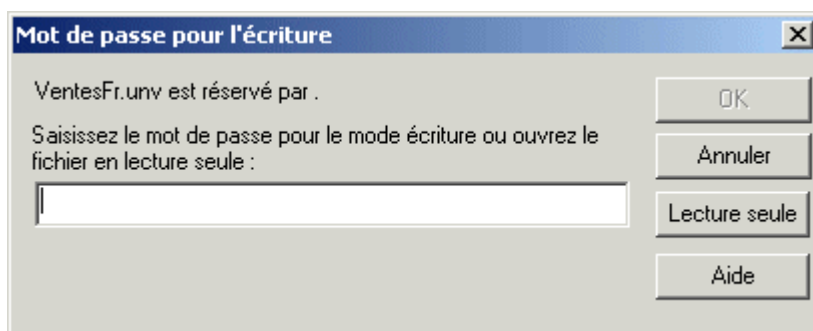 Mot de passe pour l'écriture
VentesFr.unv est réservé par .
Saisissez le mot de passe pour le mode écriture ou ouvrez le
fichier en lecture seule :
OK
Annuler
Lecture seule
Aide